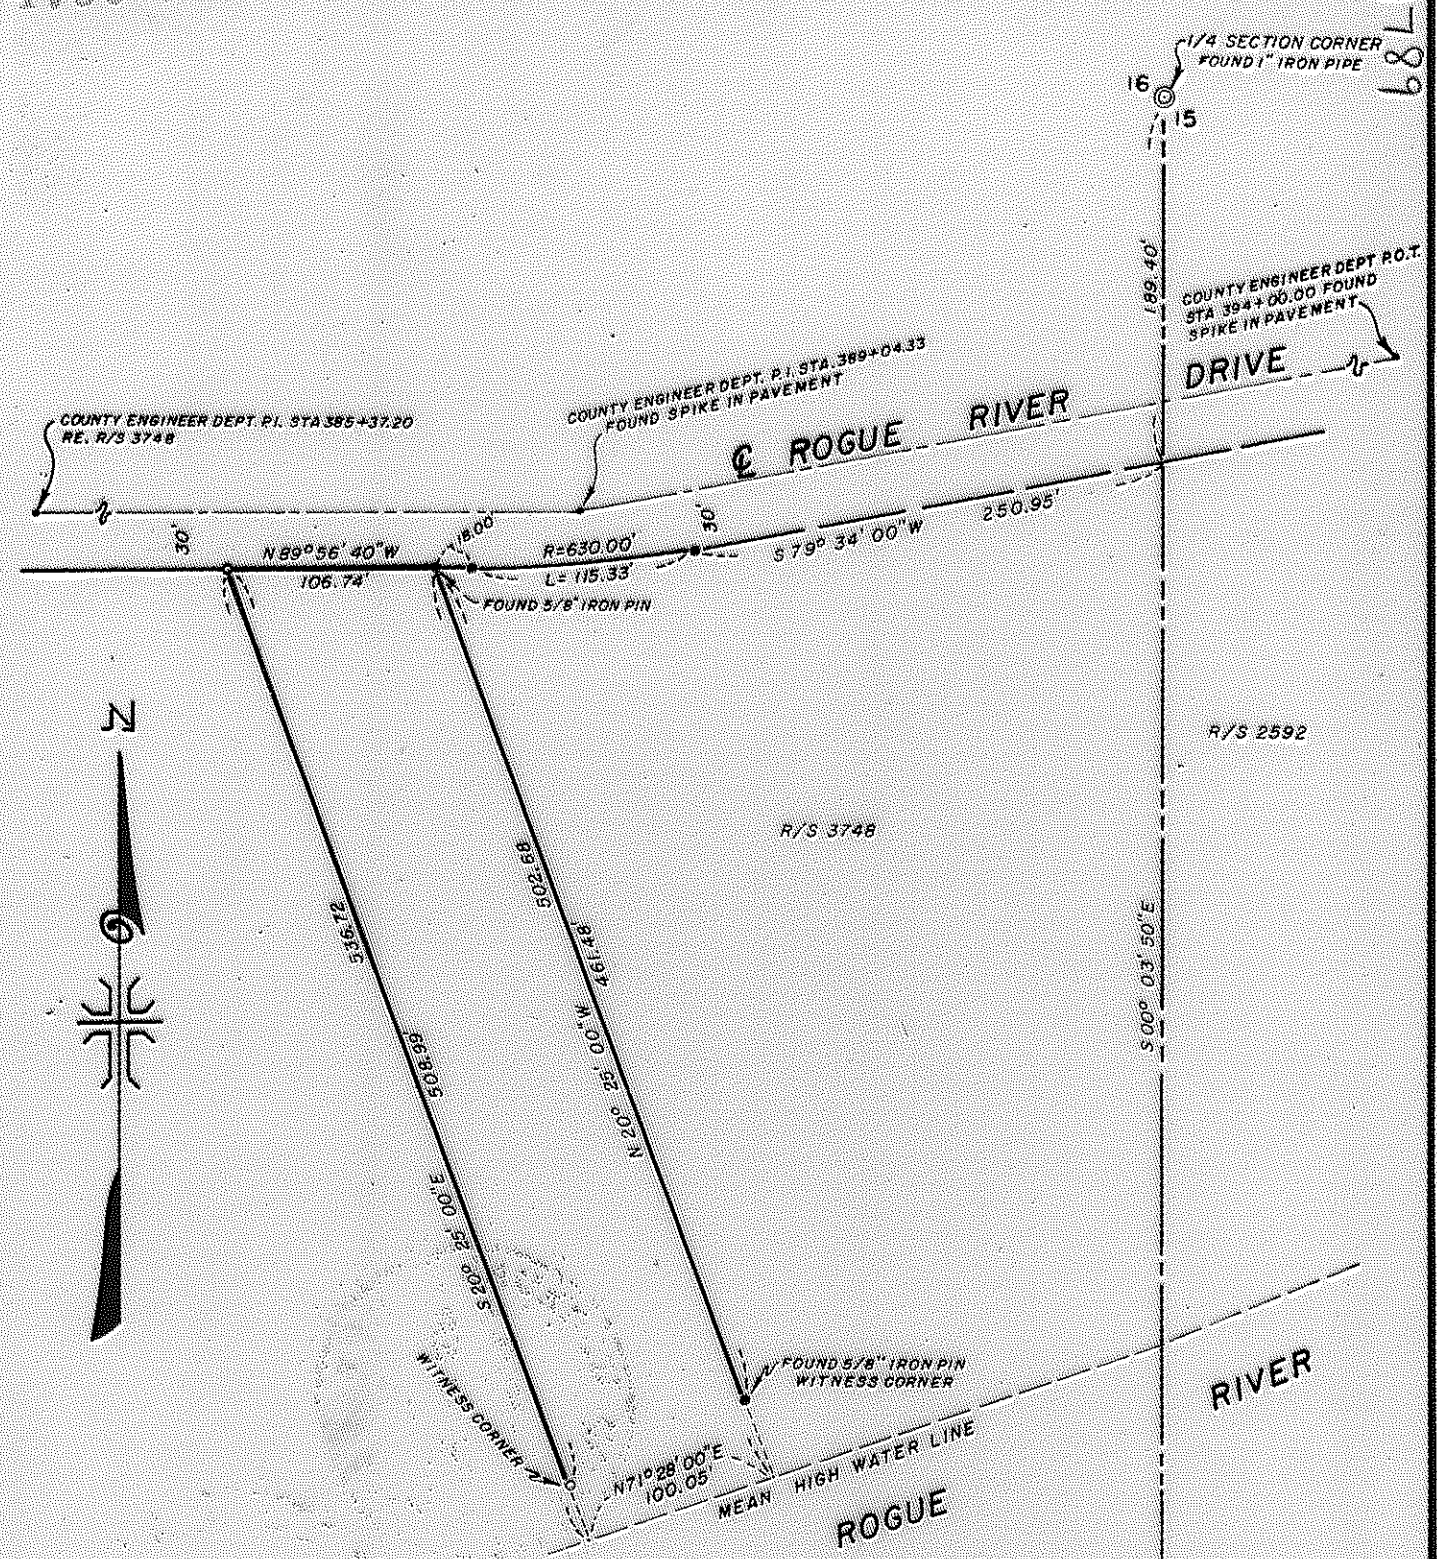 789
1/4 SECTION CORNER
FOUND 1" IRON PIPE
16
15
189.40'
COUNTY ENGINEER DEPT P.O.T.
STA 394+00.00 FOUND
SPIKE IN PAVEMENT
COUNTY ENGINEER DEPT. P.I. STA. 389+04.33
FOUND SPIKE IN PAVEMENT
COUNTY ENGINEER DEPT. P.I. STA 385+37.20
RE. R/S 3748
℄ ROGUE RIVER DRIVE
30'
N 89° 56' 40" W
106.74'
18.00'
R=630.00'
L= 115.33'
30'
S 79° 34' 00" W
250.95'
FOUND 5/8" IRON PIN
N
R/S 2592
R/S 3748
536.72
508.99'
S 20° 25' 00" E
502.68
461.48'
N 20° 25' 00" W
S 00° 03' 50" E
WITNESS CORNER
FOUND 5/8" IRON PIN
WITNESS CORNER
N 71° 28' 00" E
100.05'
MEAN HIGH WATER LINE
ROGUE RIVER